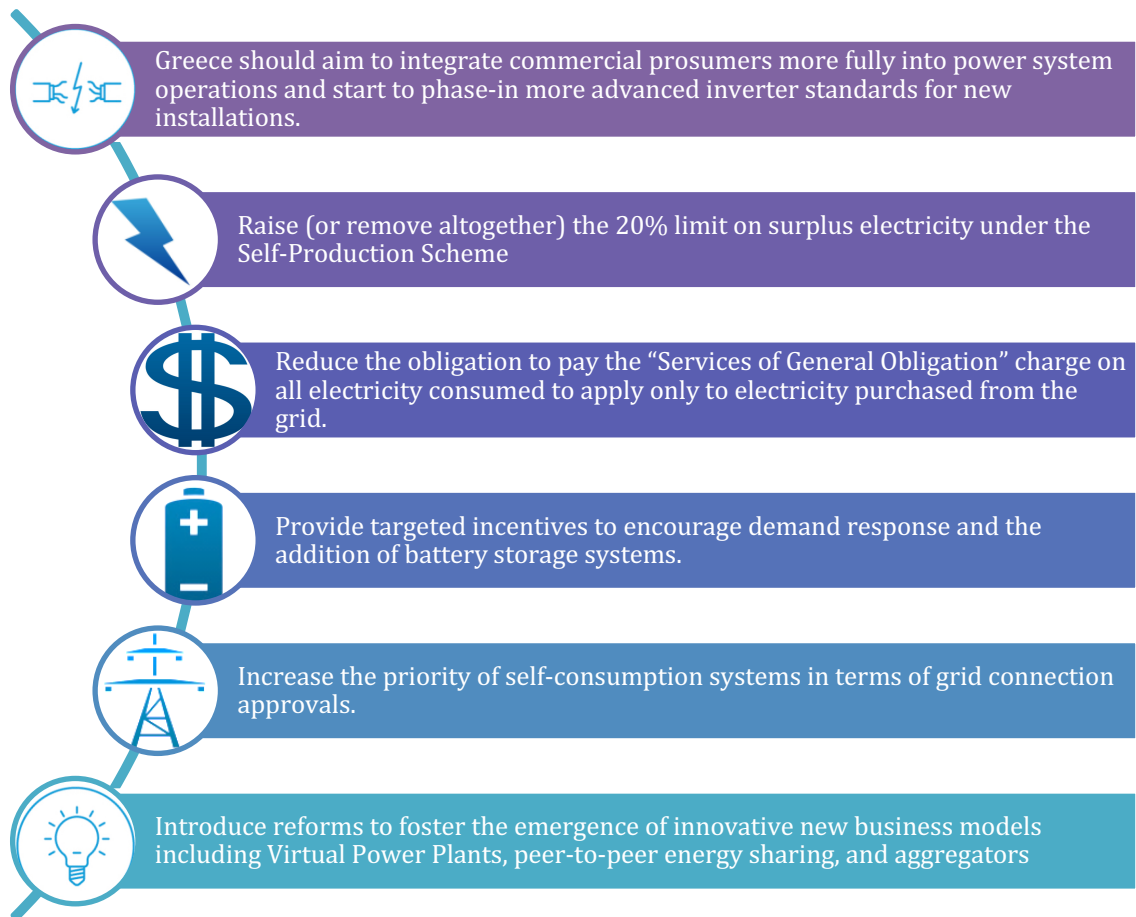 Greece should aim to integrate commercial prosumers more fully into power system
operations and start to phase-in more advanced inverter standards for new
installations.
Raise (or remove altogether) the 20% limit on surplus electricity under the
Self-Production Scheme
Reduce the obligation to pay the “Services of General Obligation” charge on
all electricity consumed to apply only to electricity purchased from the
grid.
Provide targeted incentives to encourage demand response and the
addition of battery storage systems.
Increase the priority of self-consumption systems in terms of grid connection
approvals.
Introduce reforms to foster the emergence of innovative new business models
including Virtual Power Plants, peer-to-peer energy sharing, and aggregators